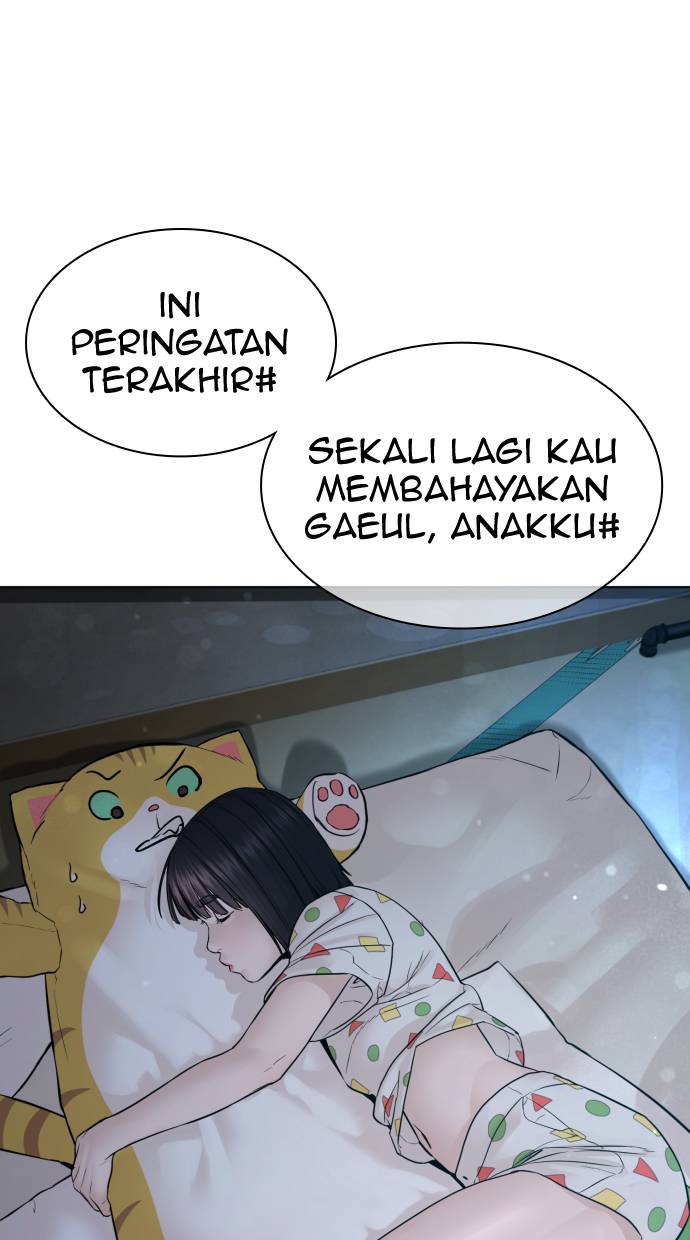 INI
PERINGATAN
TERAKHIR#
SEKALI LAGI KAU
MEMBAHAYAKAN
GAEUL, ANAKKU#